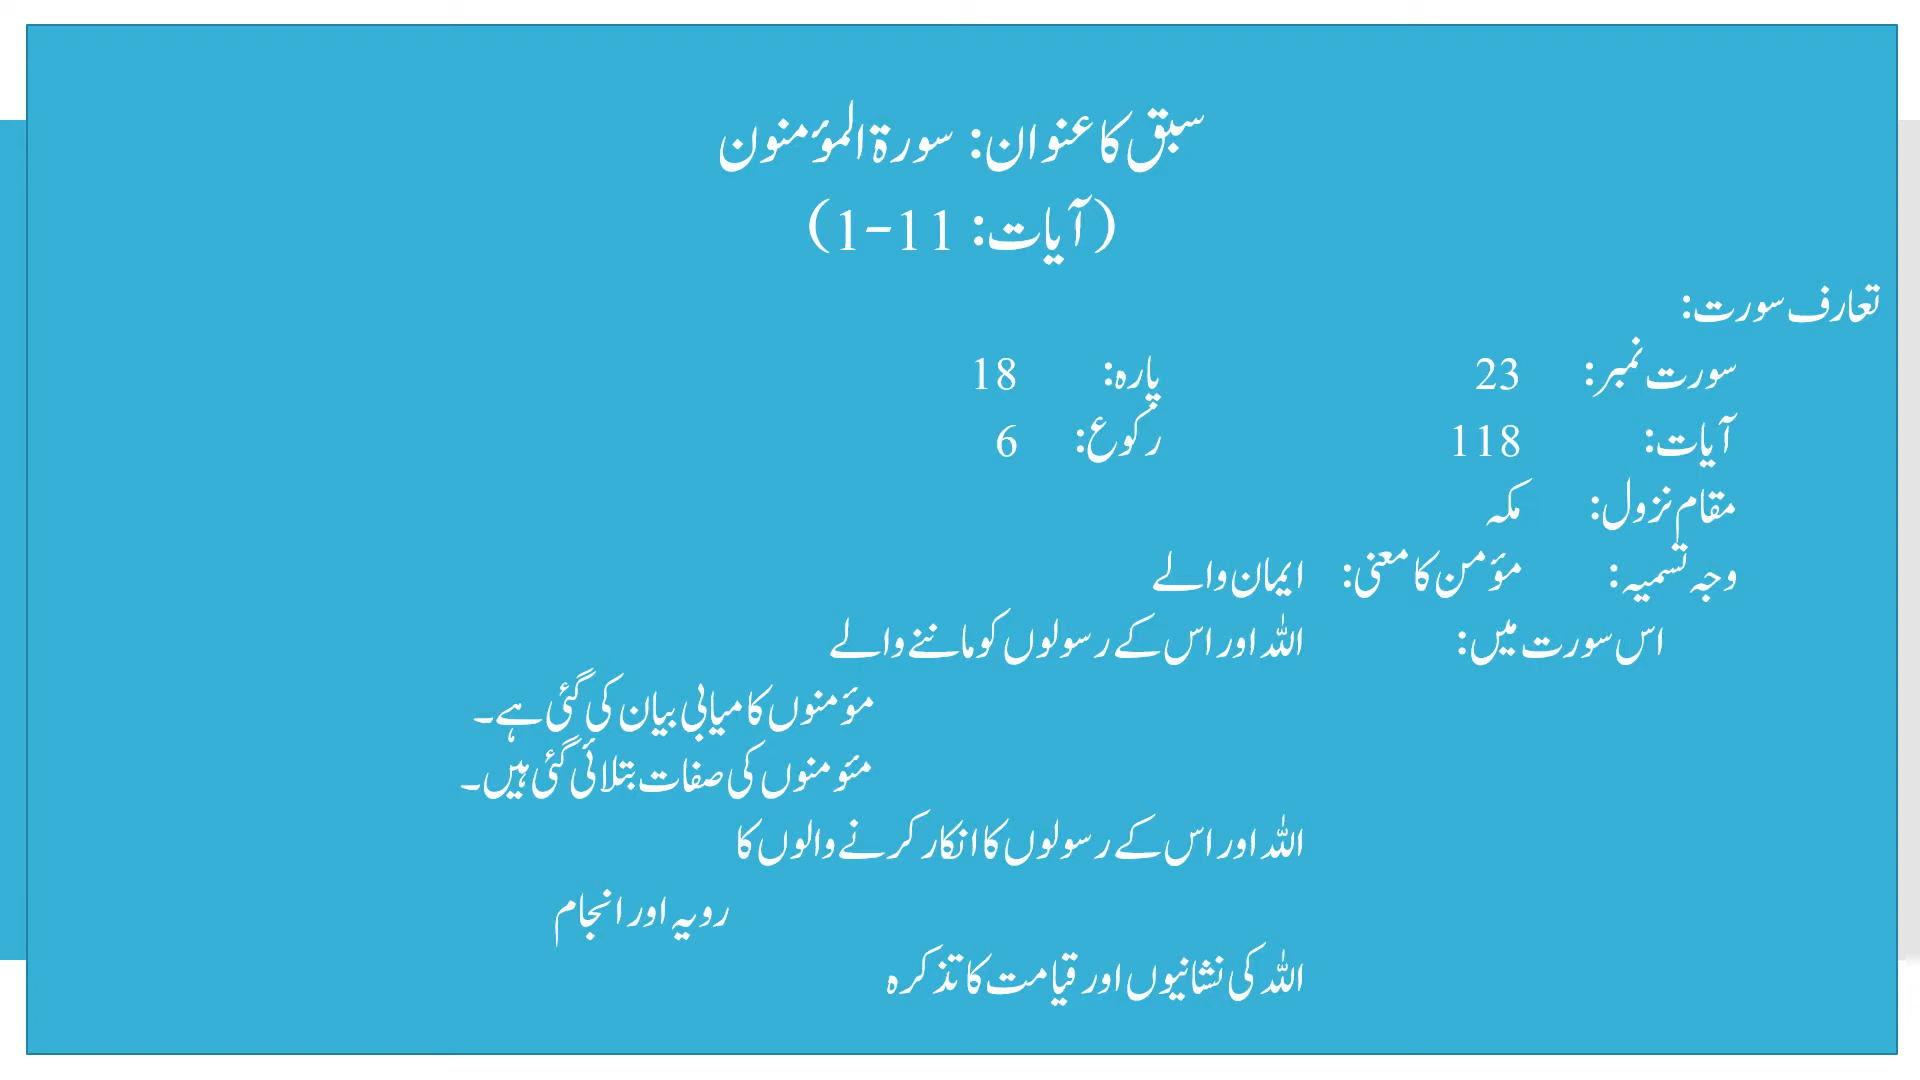 سبق کا عنوان: سورۃ المؤمنون
(آیات: 11-1)
تعارف سورت:
سورت نمبر: 23 پارہ: 18
آیات: 118 رکوع: 6
مقام نزول: مکہ
وجہ تسمیہ: مؤمن کا معنی: ایمان والے
اس سورت میں: اللہ اور اس کے رسولوں کو ماننے والے
مؤمنوں کا میابی بیان کی گئی ہے۔
مئومنوں کی صفات بتلائی گئی ہیں۔
اللہ اور اس کے رسولوں کا انکار کرنے والوں کا
رویہ اور انجام
اللہ کی نشانیوں اور قیامت کا تذکرہ